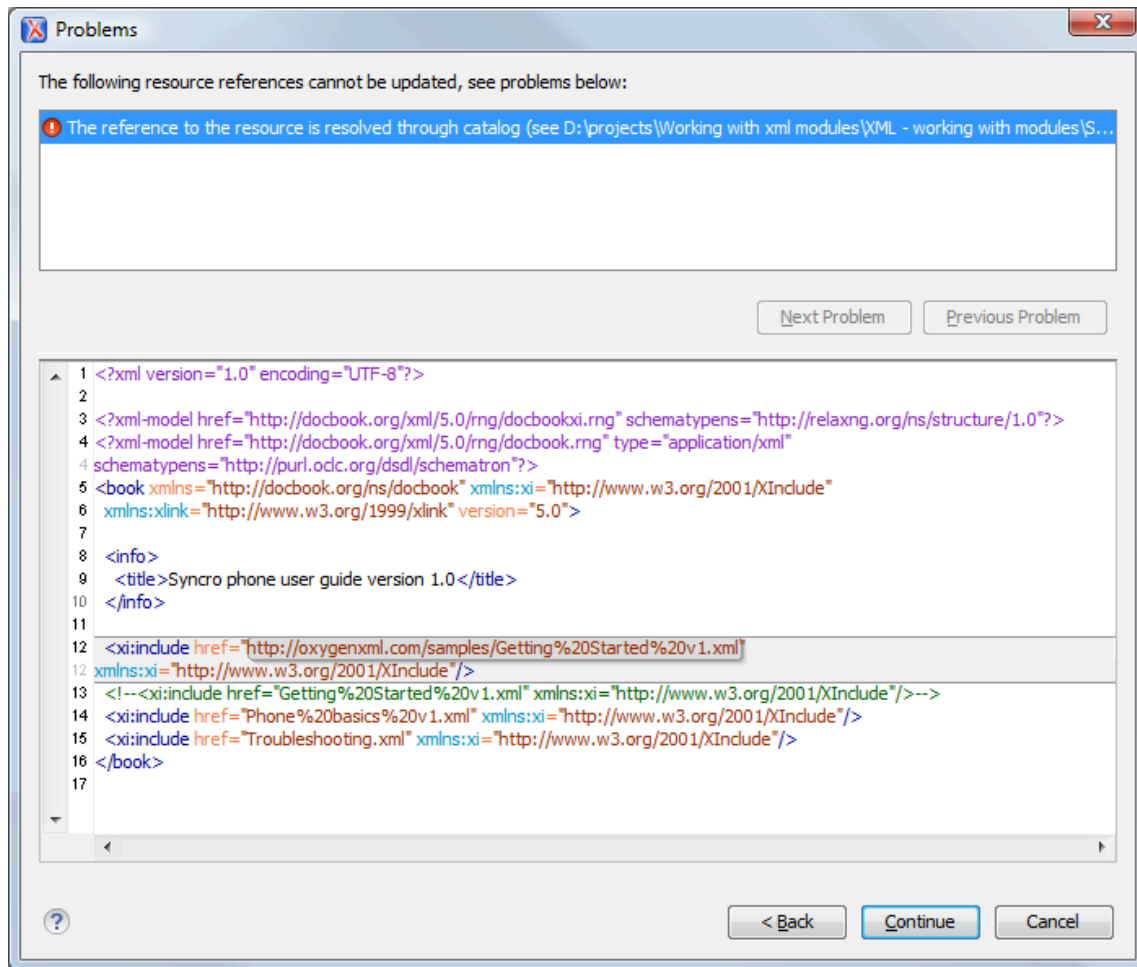 Problems
The following resource references cannot be updated, see problems below:
The reference to the resource is resolved through catalog (see D:\projects\Working with xml modules\XML - working with modules\S...
Next Problem Previous Problem
1 <?xml version="1.0" encoding="UTF-8"?>
2
3 <?xml-model href="http://docbook.org/xml/5.0/rng/docbookxi.rng" schematypens="http://relaxng.org/ns/structure/1.0"?>
4 <?xml-model href="http://docbook.org/xml/5.0/rng/docbook.rng" type="application/xml"
4 schematypens="http://purl.oclc.org/dsdl/schematron"?>
5 <book xmlns="http://docbook.org/ns/docbook" xmlns:xi="http://www.w3.org/2001/XInclude"
6 xmlns:xlink="http://www.w3.org/1999/xlink" version="5.0">
7
8 <info>
9 <title>Syncro phone user guide version 1.0</title>
10 </info>
11
12 <xi:include href="http://oxygenxml.com/samples/Getting%20Started%20v1.xml"
12 xmlns:xi="http://www.w3.org/2001/XInclude"/>
13 <!--<xi:include href="Getting%20Started%20v1.xml" xmlns:xi="http://www.w3.org/2001/XInclude"/>-->
14 <xi:include href="Phone%20basics%20v1.xml" xmlns:xi="http://www.w3.org/2001/XInclude"/>
15 <xi:include href="Troubleshooting.xml" xmlns:xi="http://www.w3.org/2001/XInclude"/>
16 </book>
17
? < Back Continue Cancel